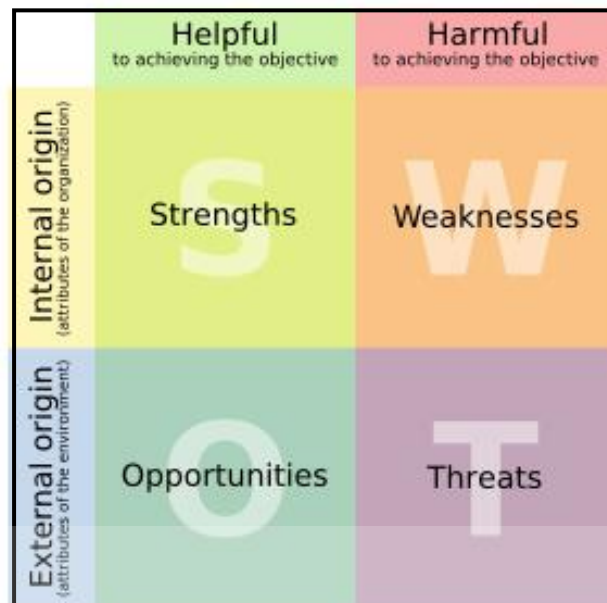 Helpful
to achieving the objective
Harmful
to achieving the objective
Internal origin
(attributes of the organization)
S
Strengths
W
Weaknesses
External origin
(attributes of the environment)
O
Opportunities
T
Threats